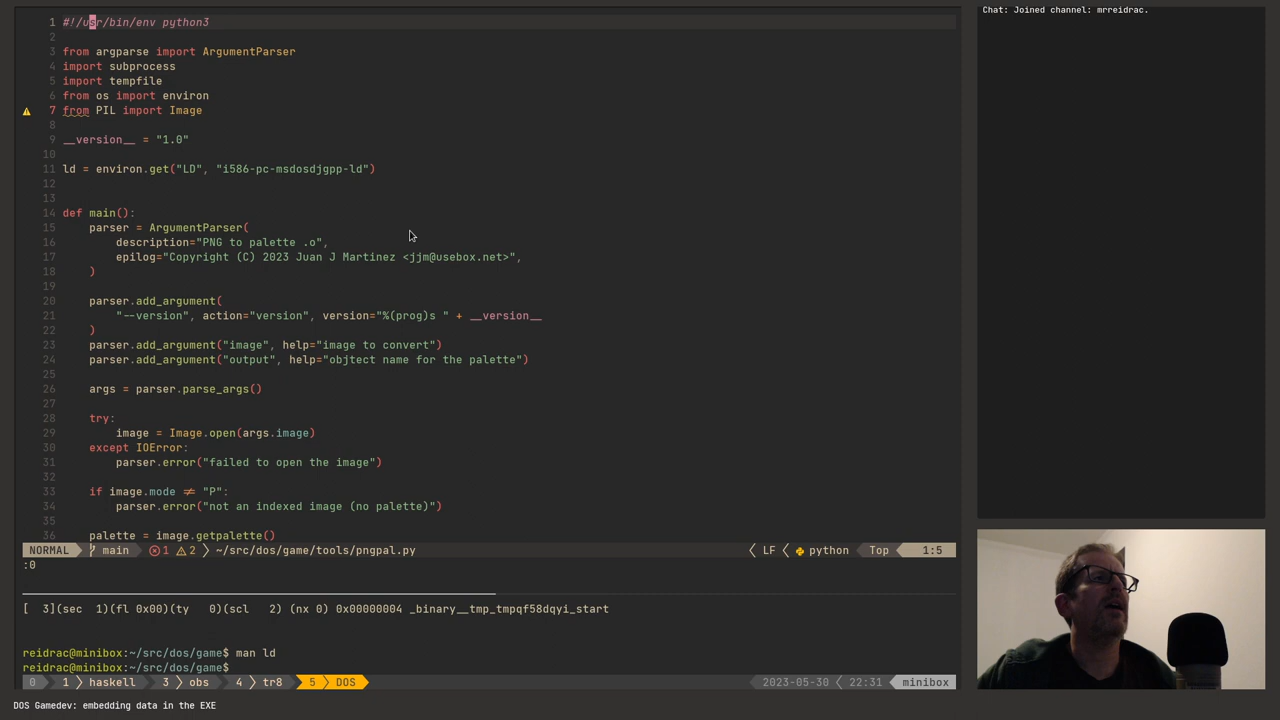 1 #!/usr/bin/env python3
2
3 from argparse import ArgumentParser
4 import subprocess
5 import tempfile
6 from os import environ
7 from PIL import Image
8
9 __version__ = "1.0"
10
11 ld = environ.get("LD", "i586-pc-msdosdjgpp-ld")
12
13
14 def main():
15 parser = ArgumentParser(
16 description="PNG to palette .o",
17 epilog="Copyright (C) 2023 Juan J Martinez <jjm@usebox.net>",
18 )
19
20 parser.add_argument(
21 "--version", action="version", version="%(prog)s " + __version__
22 )
23 parser.add_argument("image", help="image to convert")
24 parser.add_argument("output", help="objtect name for the palette")
25
26 args = parser.parse_args()
27
28 try:
29 image = Image.open(args.image)
30 except IOError:
31 parser.error("failed to open the image")
32
33 if image.mode ≠ "P":
34 parser.error("not an indexed image (no palette)")
35
36 palette = image.getpalette()
NORMAL main 1 2 ~/src/dos/game/tools/pngpal.py LF python Top 1:5
:0
[ 3](sec 1)(fl 0x00)(ty 0)(scl 2) (nx 0) 0x00000004 _binary__tmp_tmpqf58dqyi_start
reidrac@minibox:~/src/dos/game$ man ld
reidrac@minibox:~/src/dos/game$
0 1 haskell 3 obs 4 tr8 5 DOS 2023-05-30 22:31 minibox
DOS Gamedev: embedding data in the EXE
Chat: Joined channel: mrreidrac.